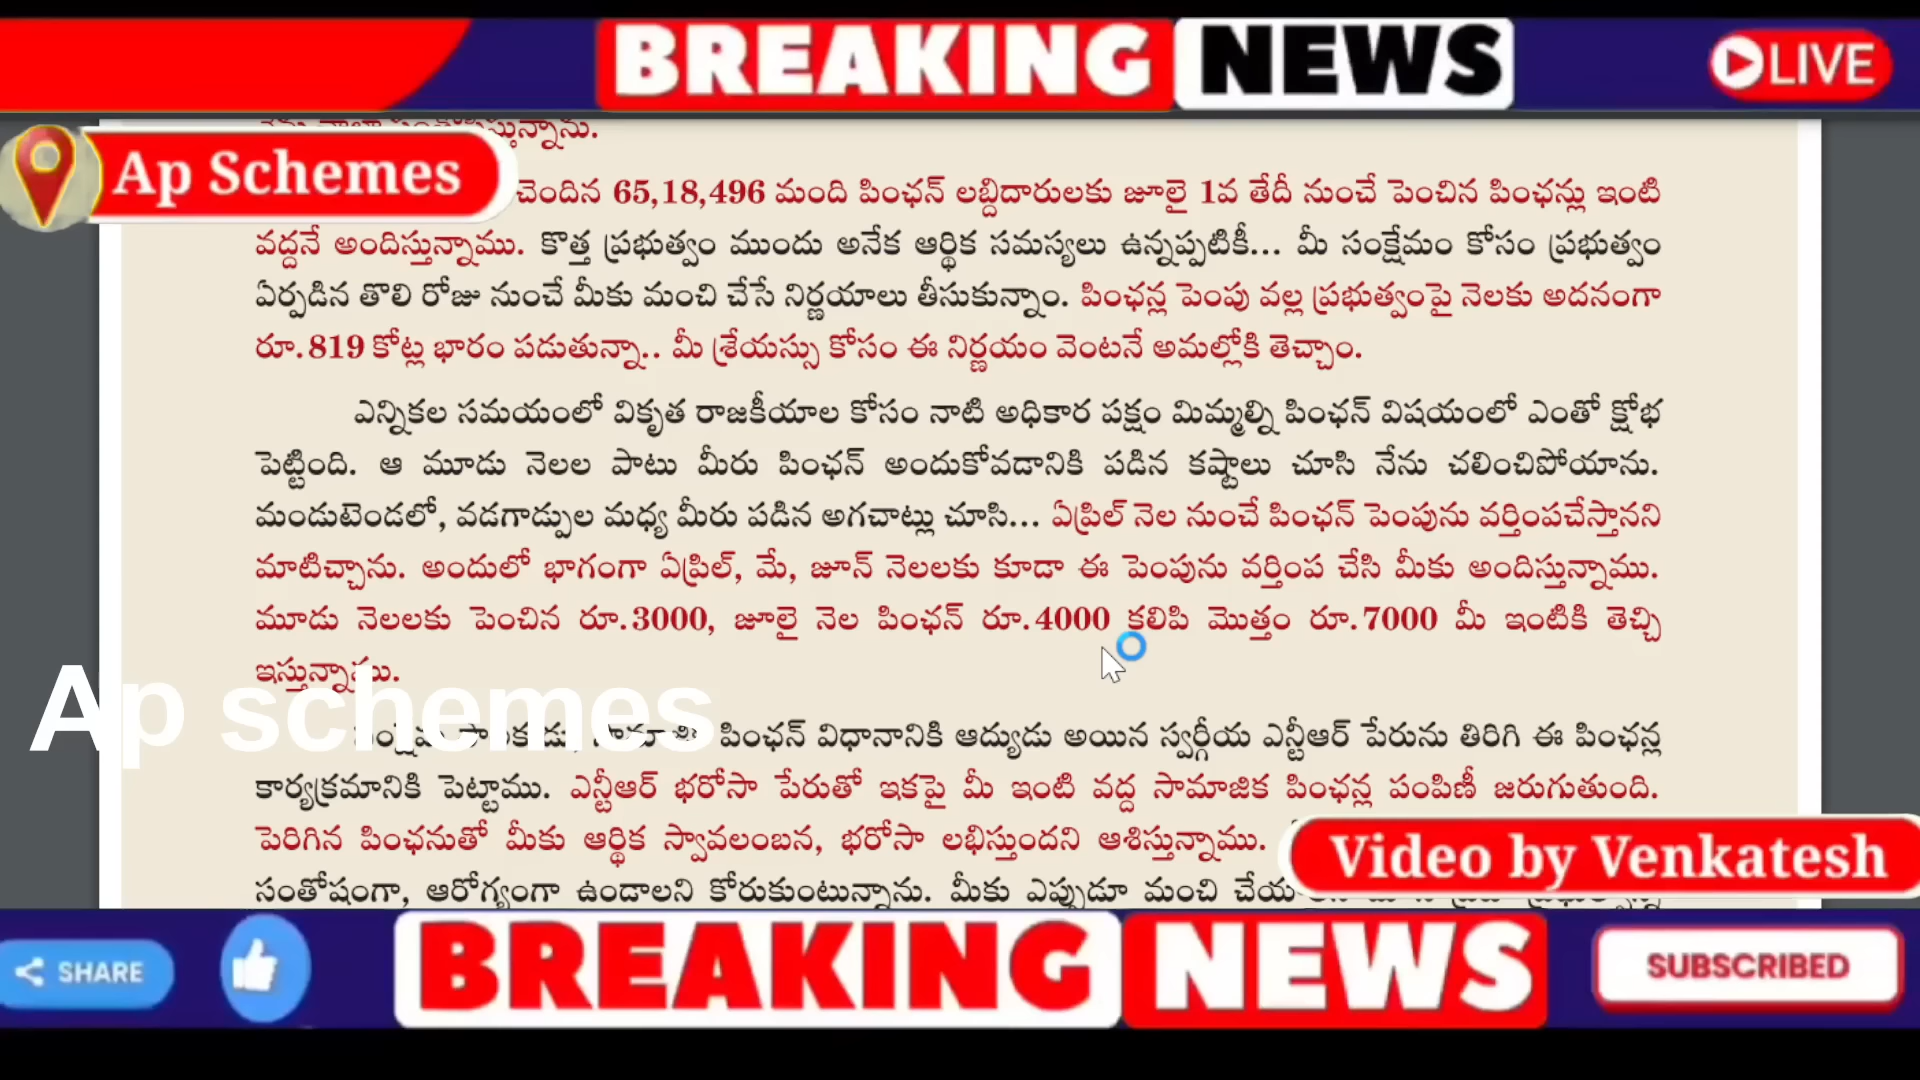 BREAKING NEWS
LIVE
Ap Schemes
చెందిన 65,18,496 మంది పింఛన్ లబ్దిదారులకు జూలై 1వ తేదీ నుంచే పెంచిన పింఛన్లు ఇంటి
వద్దనే అందిస్తున్నాము. కొత్త ప్రభుత్వం ముందు అనేక ఆర్థిక సమస్యలు ఉన్నప్పటికీ... మీ సంక్షేమం కోసం ప్రభుత్వం
ఏర్పడిన తొలి రోజు నుంచే మీకు మంచి చేసే నిర్ణయాలు తీసుకున్నాం. పింఛన్ల పెంపు వల్ల ప్రభుత్వంపై నెలకు అదనంగా
రూ.819 కోట్ల భారం పడుతున్నా.. మీ శ్రేయస్సు కోసం ఈ నిర్ణయం వెంటనే అమల్లోకి తెచ్చాం.
ఎన్నికల సమయంలో వికృత రాజకీయాల కోసం నాటి అధికార పక్షం మిమ్మల్ని పింఛన్ విషయంలో ఎంతో క్షోభ
పెట్టింది. ఆ మూడు నెలల పాటు మీరు పింఛన్ అందుకోవడానికి పడిన కష్టాలు చూసి నేను చలించిపోయాను.
మండుటెండలో, వడగాడ్పుల మధ్య మీరు పడిన అగచాట్లు చూసి... ఏప్రిల్ నెల నుంచే పింఛన్ పెంపును వర్తింపచేస్తానని
మాటిచ్చాను. అందులో భాగంగా ఏప్రిల్, మే, జూన్ నెలలకు కూడా ఈ పెంపును వర్తింప చేసి మీకు అందిస్తున్నాము.
మూడు నెలలకు పెంచిన రూ.3000, జూలై నెల పింఛన్ రూ.4000 కలిపి మొత్తం రూ.7000 మీ ఇంటికి తెచ్చి
ఇస్తున్నాము.
Ap schemes
పింఛన్ విధానానికి ఆద్యుడు అయిన స్వర్గీయ ఎన్టీఆర్ పేరును తిరిగి ఈ పింఛన్ల
కార్యక్రమానికి పెట్టాము. ఎన్టీఆర్ భరోసా పేరుతో ఇకపై మీ ఇంటి వద్ద సామాజిక పింఛన్ల పంపిణీ జరుగుతుంది.
పెరిగిన పింఛనుతో మీకు ఆర్థిక స్వావలంబన, భరోసా లభిస్తుందని ఆశిస్తున్నాము.
Video by Venkatesh
సంతోషంగా, ఆరోగ్యంగా ఉండాలని కోరుకుంటున్నాను. మీకు ఎప్పుడూ మంచి
SHARE
BREAKING NEWS
SUBSCRIBED